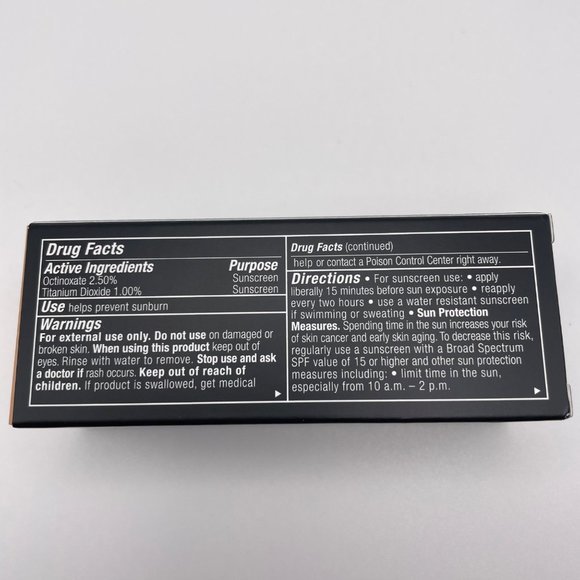 Drug Facts
Active Ingredients Purpose
Octinoxate 2.50% Sunscreen
Titanium Dioxide 1.00% Sunscreen
Use helps prevent sunburn
Warnings
For external use only. Do not use on damaged or
broken skin. When using this product keep out of
eyes. Rinse with water to remove. Stop use and ask
a doctor if rash occurs. Keep out of reach of
children. If product is swallowed, get medical
Drug Facts (continued)
help or contact a Poison Control Center right away.
Directions • For sunscreen use: • apply
liberally 15 minutes before sun exposure • reapply
every two hours • use a water resistant sunscreen
if swimming or sweating • Sun Protection
Measures. Spending time in the sun increases your risk
of skin cancer and early skin aging. To decrease this risk,
regularly use a sunscreen with a Broad Spectrum
SPF value of 15 or higher and other sun protection
measures including: • limit time in the sun,
especially from 10 a.m. – 2 p.m.